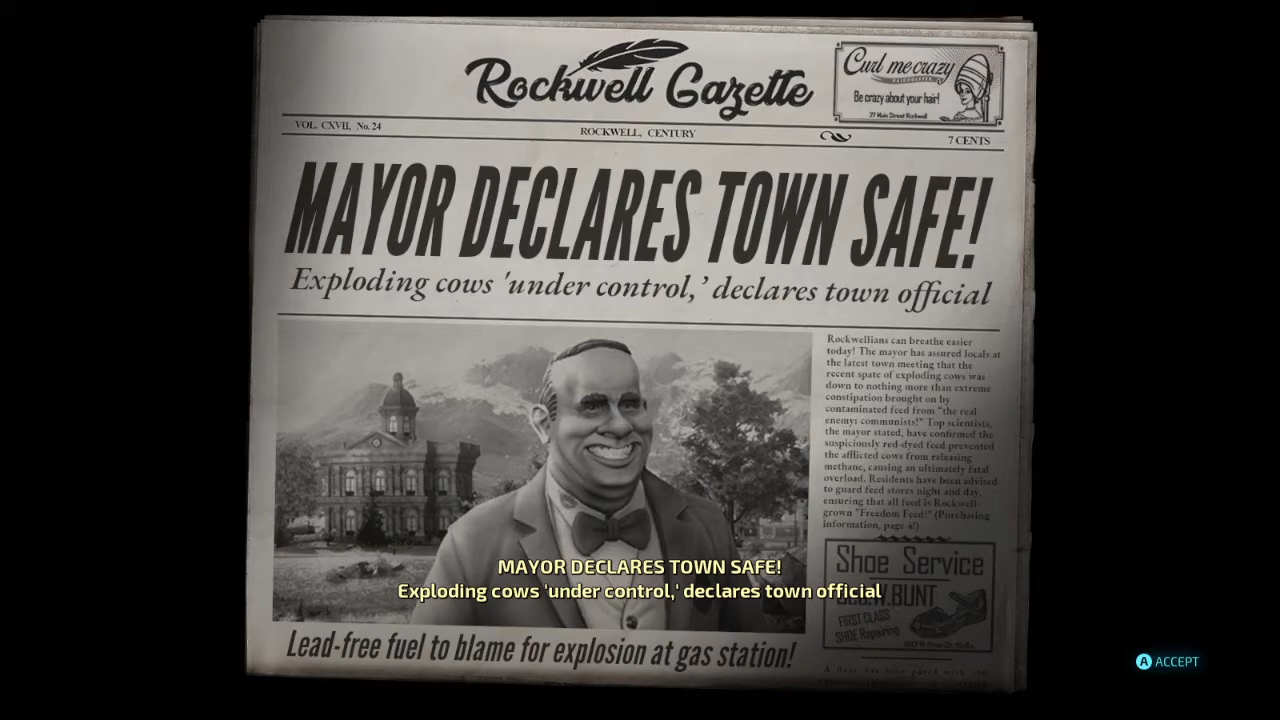 Rockwell Gazette
Curl me crazy
Be crazy about your hair!
27 Main Street Rockwell
VOL. CXVII, No. 24
ROCKWELL, CENTURY
7 CENTS
MAYOR DECLARES TOWN SAFE!
Exploding cows 'under control,' declares town official
Rockwellians can breathe easier
today! The mayor has assured locals at
the latest town meeting that the
recent spate of exploding cows was
down to nothing more than extreme
constipation brought on by
contaminated feed from "the real
enemy: communists!" Top scientists,
the mayor stated, have confirmed the
suspiciously red-dyed feed prevented
the afflicted cows from releasing
methane, causing an ultimately fatal
overload. Residents have been advised
to guard feed stores night and day,
ensuring that all feed is Rockwell-
grown "Freedom Feed!" (Purchasing
information, page 4!)
Shoe Service
W.BUNT
FIRST CLASS
SHOE Repairing
MAYOR DECLARES TOWN SAFE!
Exploding cows 'under control,' declares town official
Lead-free fuel to blame for explosion at gas station!
A ACCEPT